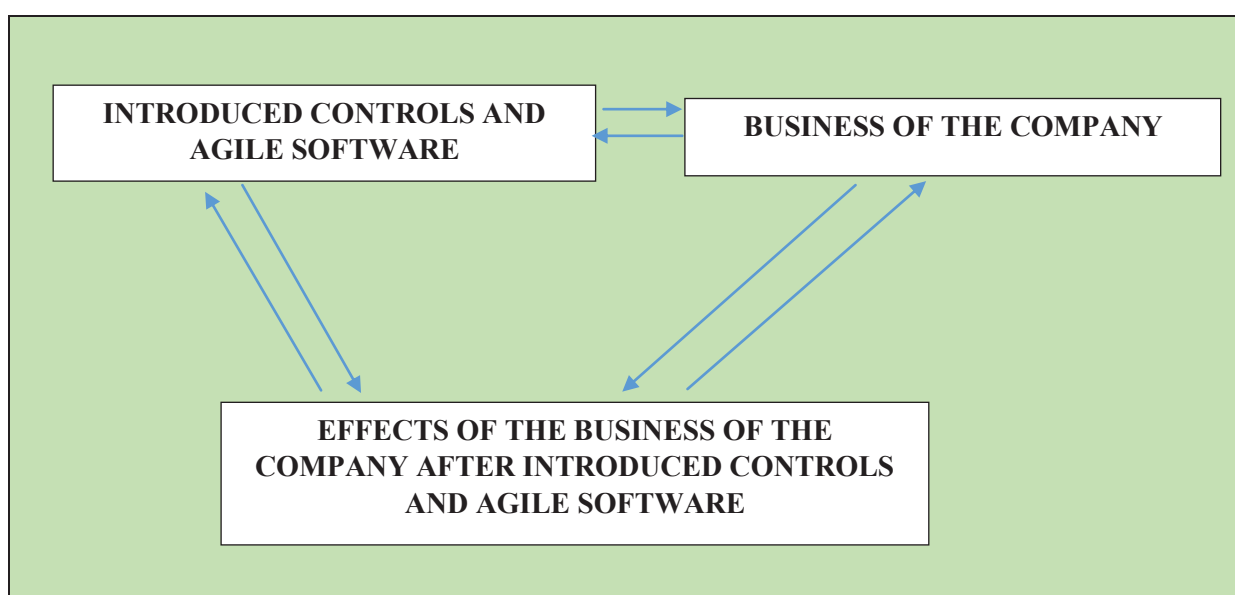 INTRODUCED CONTROLS AND
AGILE SOFTWARE
BUSINESS OF THE COMPANY
EFFECTS OF THE BUSINESS OF THE
COMPANY AFTER INTRODUCED CONTROLS
AND AGILE SOFTWARE